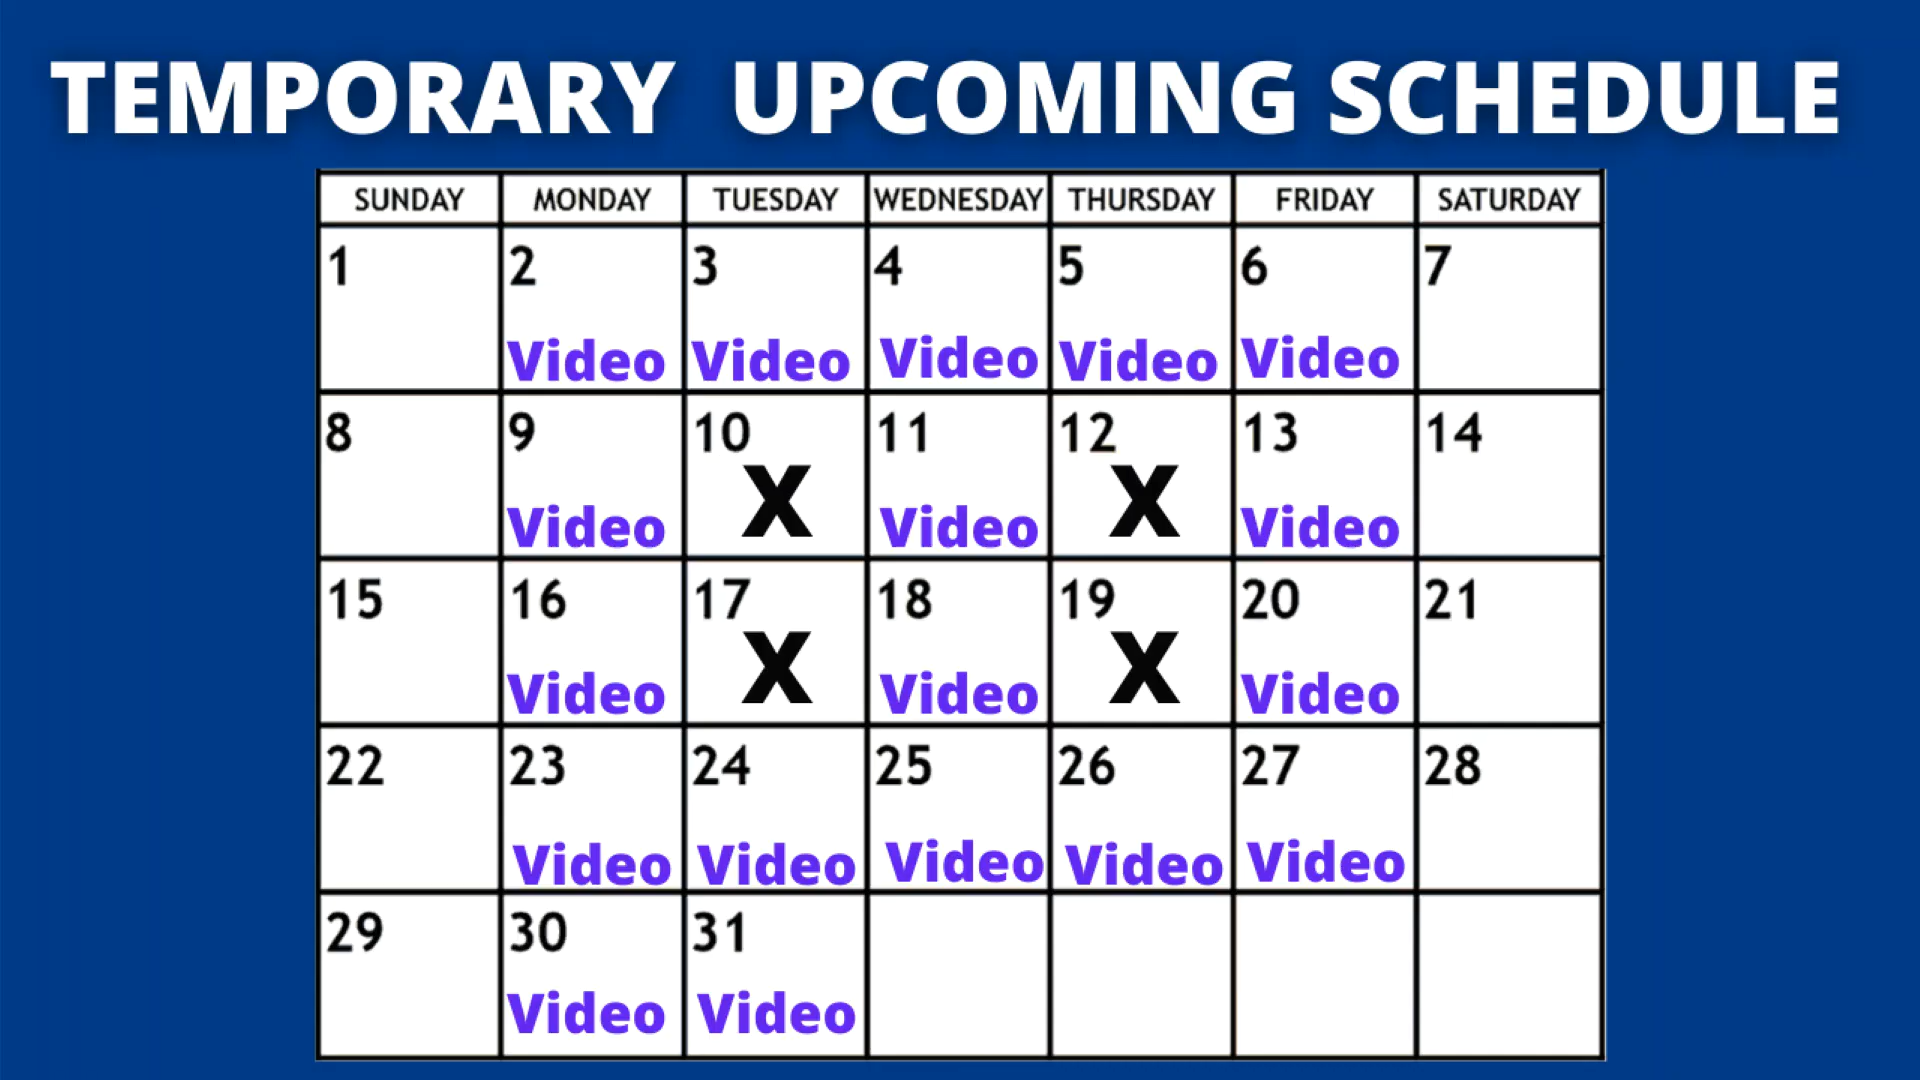 TEMPORARY UPCOMING SCHEDULE
SUNDAY MONDAY TUESDAY WEDNESDAY THURSDAY FRIDAY SATURDAY
1 2 3 4 5 6 7
Video Video Video Video Video
8 9 10 11 12 13 14
X X
Video Video Video
15 16 17 18 19 20 21
X X
Video Video Video
22 23 24 25 26 27 28
Video Video Video Video Video
29 30 31
Video Video